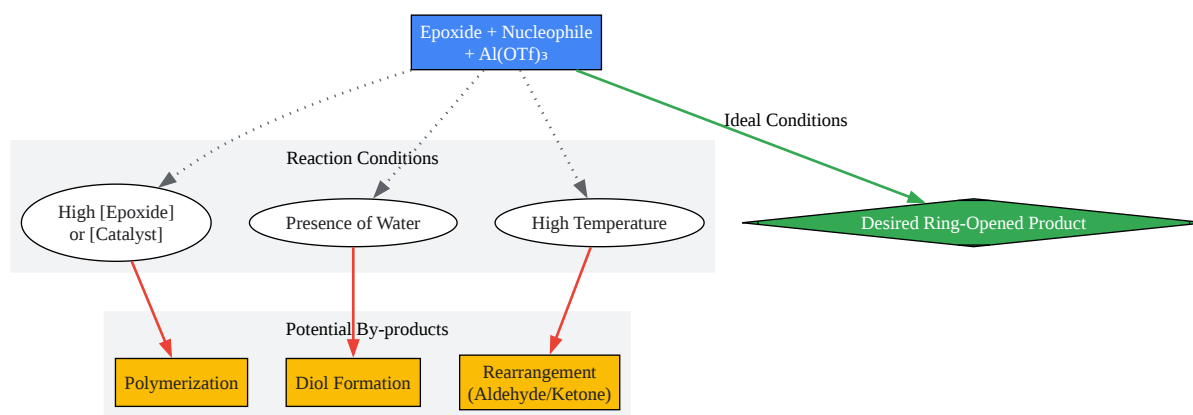 Epoxide + Nucleophile
+ Al(OTf)₃
Ideal Conditions
Reaction Conditions
High [Epoxide]
or [Catalyst]
Presence of Water
High Temperature
Desired Ring-Opened Product
Potential By-products
Polymerization
Diol Formation
Rearrangement
(Aldehyde/Ketone)